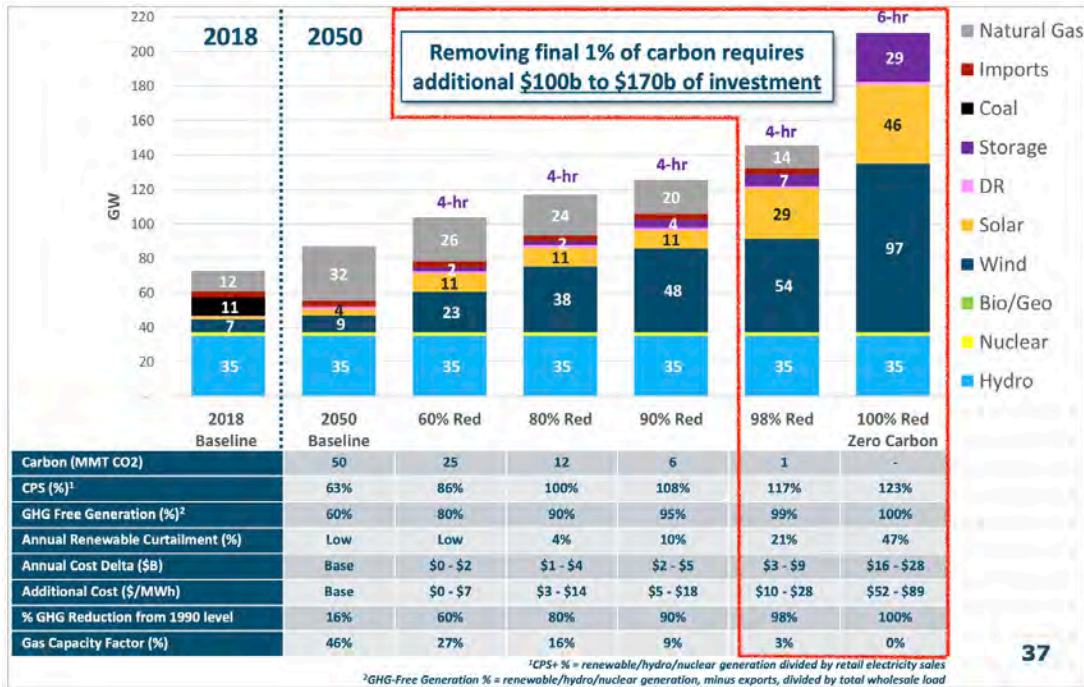 220
200
180
160
140
120
100
80
60
40
20
GW
2018
2050
Removing final 1% of carbon requires
additional $100b to $170b of investment
4-hr
4-hr
4-hr
4-hr
6-hr
12
11
7
35
32
4
9
35
26
2
11
23
35
24
2
11
38
35
20
4
11
48
35
14
7
29
54
35
29
46
97
35
Natural Gas
Imports
Coal
Storage
DR
Solar
Wind
Bio/Geo
Nuclear
Hydro
2018 Baseline
2050 Baseline
60% Red
80% Red
90% Red
98% Red
100% Red Zero Carbon
Carbon (MMT CO2) 50 25 12 6 1 -
CPS (%)¹ 63% 86% 100% 108% 117% 123%
GHG Free Generation (%)² 60% 80% 90% 95% 99% 100%
Annual Renewable Curtailment (%) Low Low 4% 10% 21% 47%
Annual Cost Delta ($B) Base $0 - $2 $1 - $4 $2 - $5 $3 - $9 $16 - $28
Additional Cost ($/MWh) Base $0 - $7 $3 - $14 $5 - $18 $10 - $28 $52 - $89
% GHG Reduction from 1990 level 16% 60% 80% 90% 98% 100%
Gas Capacity Factor (%) 46% 27% 16% 9% 3% 0%
¹CPS+ % = renewable/hydro/nuclear generation divided by retail electricity sales
²GHG-Free Generation % = renewable/hydro/nuclear generation, minus exports, divided by total wholesale load
37